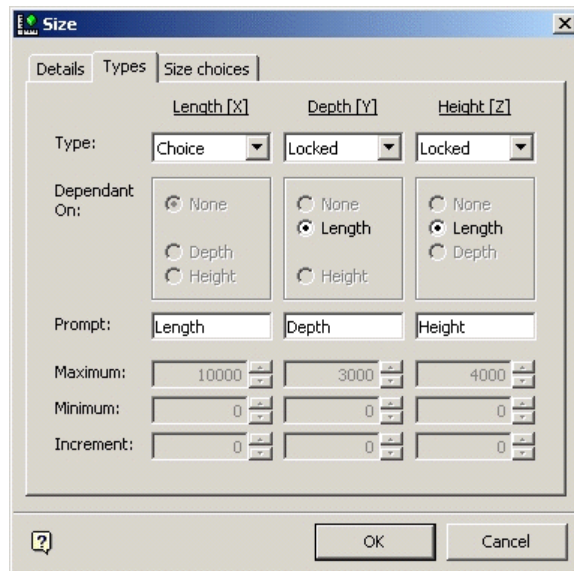 Size
Details Types Size choices
Length [X] Depth [Y] Height [Z]
Type: Choice Locked Locked
Dependant On:
None None None
Length Length
Depth Depth
Height Height
Prompt: Length Depth Height
Maximum: 10000 3000 4000
Minimum: 0 0 0
Increment: 0 0 0
? OK Cancel